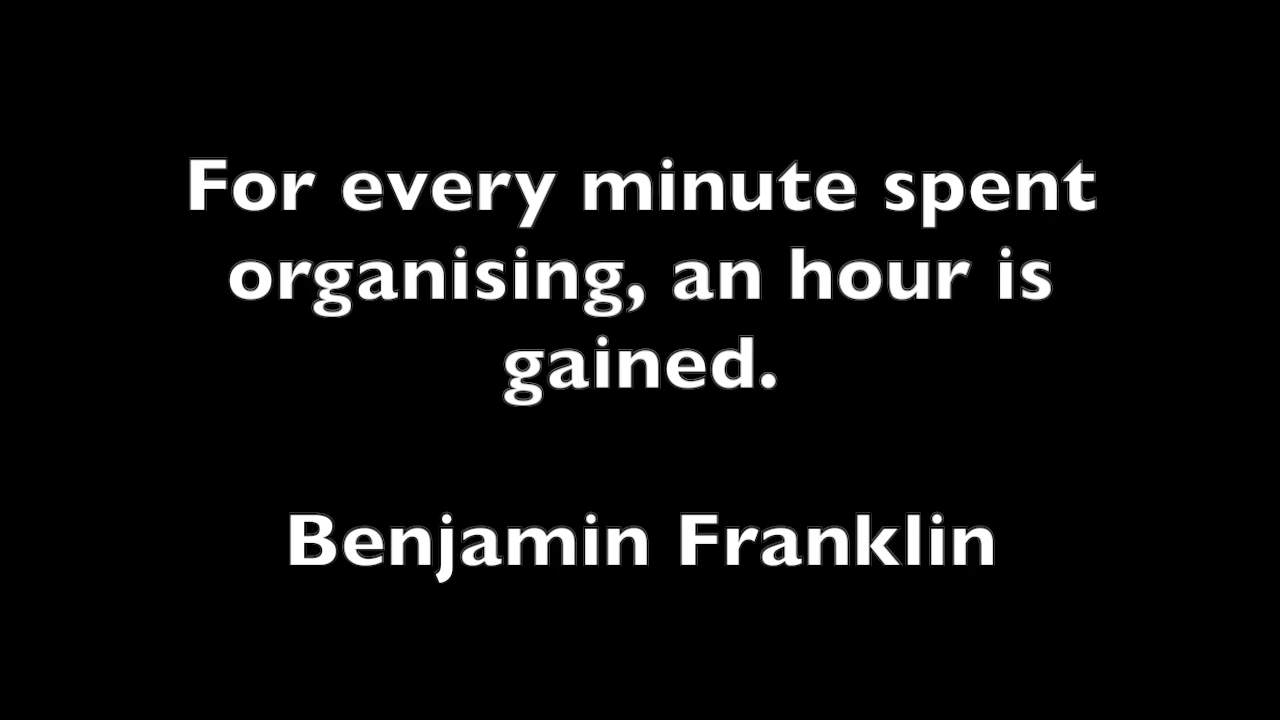 For every minute spent
organising, an hour is
gained.
Benjamin Franklin